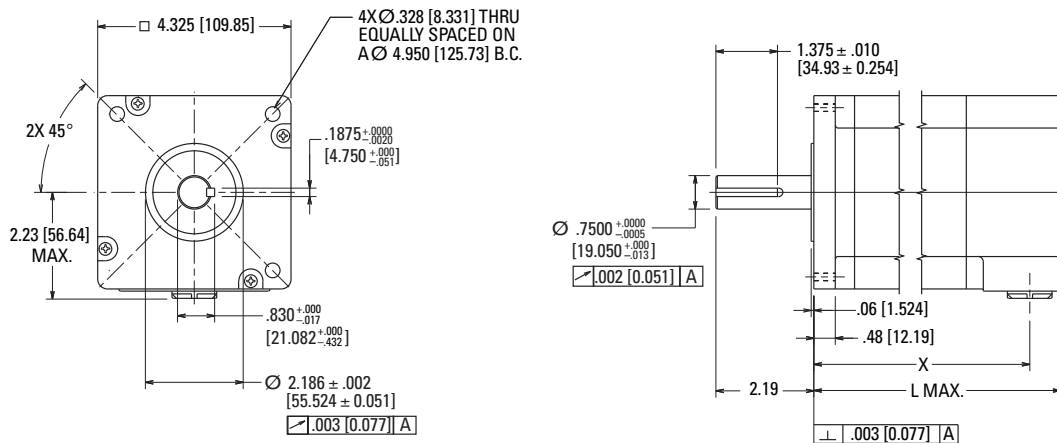 □ 4.325 [109.85]
4X Ø.328 [8.331] THRU
EQUALLY SPACED ON
A Ø 4.950 [125.73] B.C.
2X 45°
.1875 +.0000 -.0020
[4.750 +.000 -.051]
2.23 [56.64]
MAX.
.830 +.000 -.017
[21.082 +.000 -.432]
Ø 2.186 ± .002
[55.524 ± 0.051]
↗ .003 [0.077] A
1.375 ± .010
[34.93 ± 0.254]
Ø .7500 +.0000 -.0005
[19.050 +.000 -.013]
↗ .002 [0.051] A
.06 [1.524]
.48 [12.19]
X
2.19
L MAX.
⊥ .003 [0.077] A